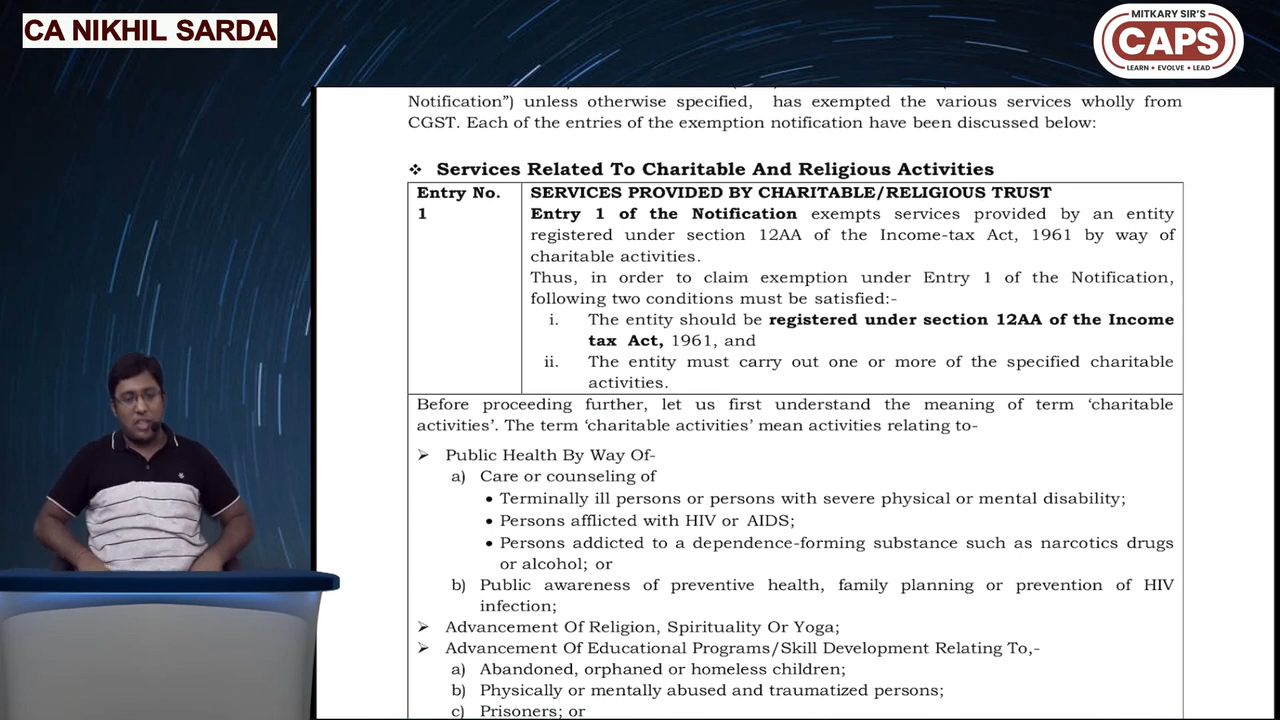 CA NIKHIL SARDA
MITKARY SIR'S
CAPS
LEARN • EVOLVE • LEAD
Notification”) unless otherwise specified, has exempted the various services wholly from
CGST. Each of the entries of the exemption notification have been discussed below:
❖ Services Related To Charitable And Religious Activities
Entry No. 1
SERVICES PROVIDED BY CHARITABLE/RELIGIOUS TRUST
Entry 1 of the Notification exempts services provided by an entity
registered under section 12AA of the Income-tax Act, 1961 by way of
charitable activities.
Thus, in order to claim exemption under Entry 1 of the Notification,
following two conditions must be satisfied:-
i. The entity should be registered under section 12AA of the Income
tax Act, 1961, and
ii. The entity must carry out one or more of the specified charitable
activities.
Before proceeding further, let us first understand the meaning of term ‘charitable
activities’. The term ‘charitable activities’ mean activities relating to-
➢ Public Health By Way Of-
a) Care or counseling of
• Terminally ill persons or persons with severe physical or mental disability;
• Persons afflicted with HIV or AIDS;
• Persons addicted to a dependence-forming substance such as narcotics drugs
or alcohol; or
b) Public awareness of preventive health, family planning or prevention of HIV
infection;
➢ Advancement Of Religion, Spirituality Or Yoga;
➢ Advancement Of Educational Programs/Skill Development Relating To,-
a) Abandoned, orphaned or homeless children;
b) Physically or mentally abused and traumatized persons;
c) Prisoners; or